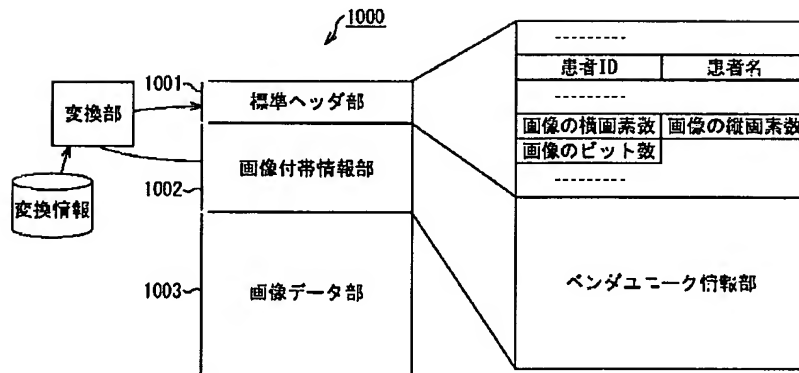 1000
---------
1001
標準ヘッダ部
患者ID
患者名
変換部
---------
画像の横画素数
画像の縦画素数
画像のビット数
画像付帯情報部
1002
---------
変換情報
1003
画像データ部
ベンダユニーク情報部